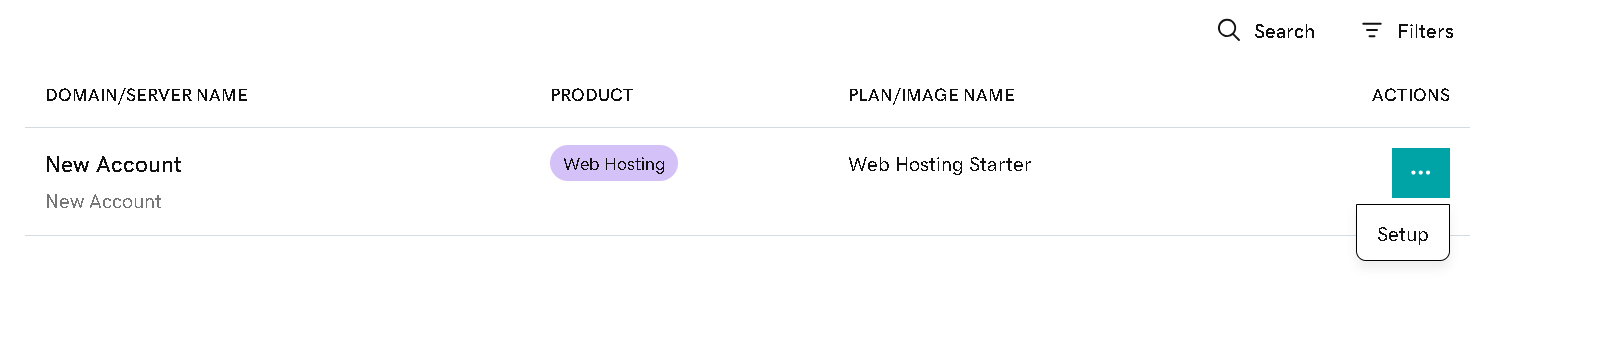 Search Filters
DOMAIN/SERVER NAME PRODUCT PLAN/IMAGE NAME ACTIONS
New Account Web Hosting Web Hosting Starter
New Account
Setup